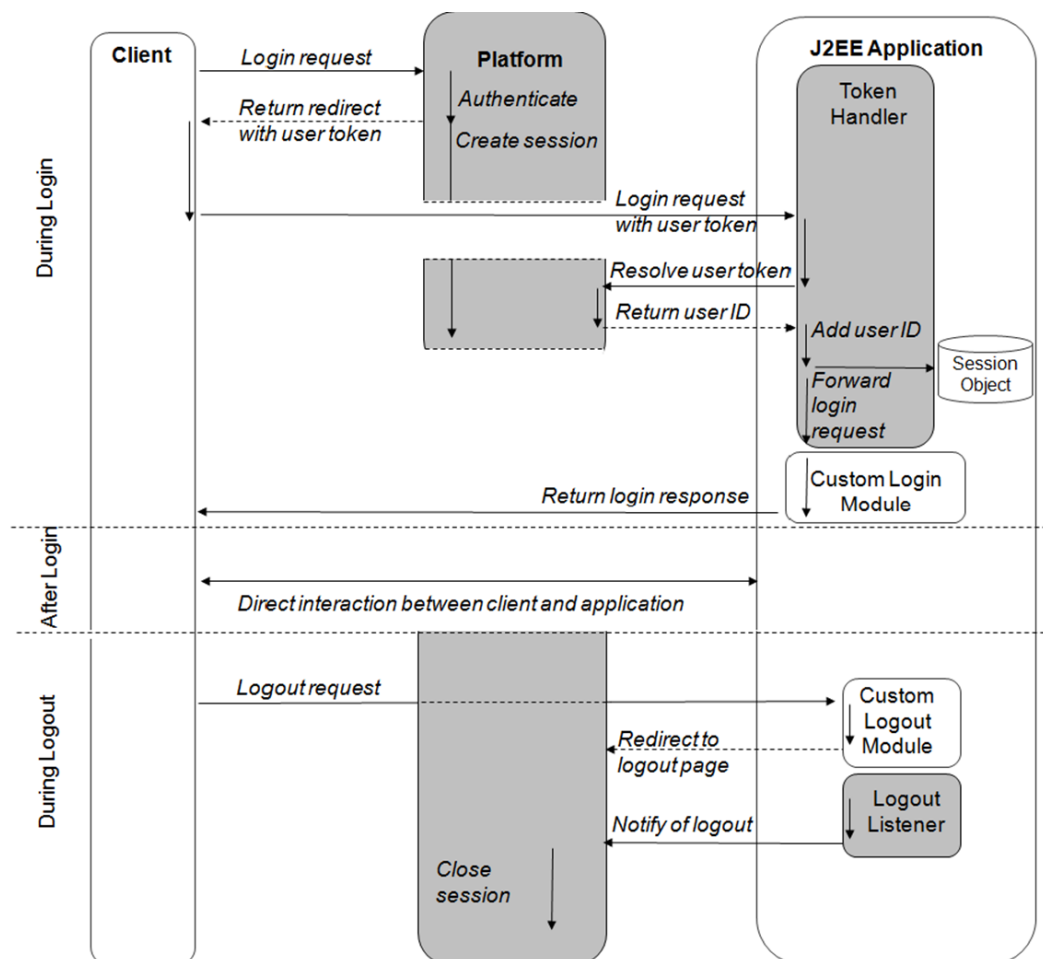 Client
Platform
J2EE Application
Login request
Token
Handler
Authenticate
Return redirect
with user token
Create session
During Login
Login request
with user token
Resolve user token
Return user ID
Add user ID
Session
Object
Forward
login
request
Custom Login
Module
Return login response
After Login
Direct interaction between client and application
During Logout
Logout request
Custom
Logout
Module
Redirect to
logout page
Logout
Listener
Notify of logout
Close
session